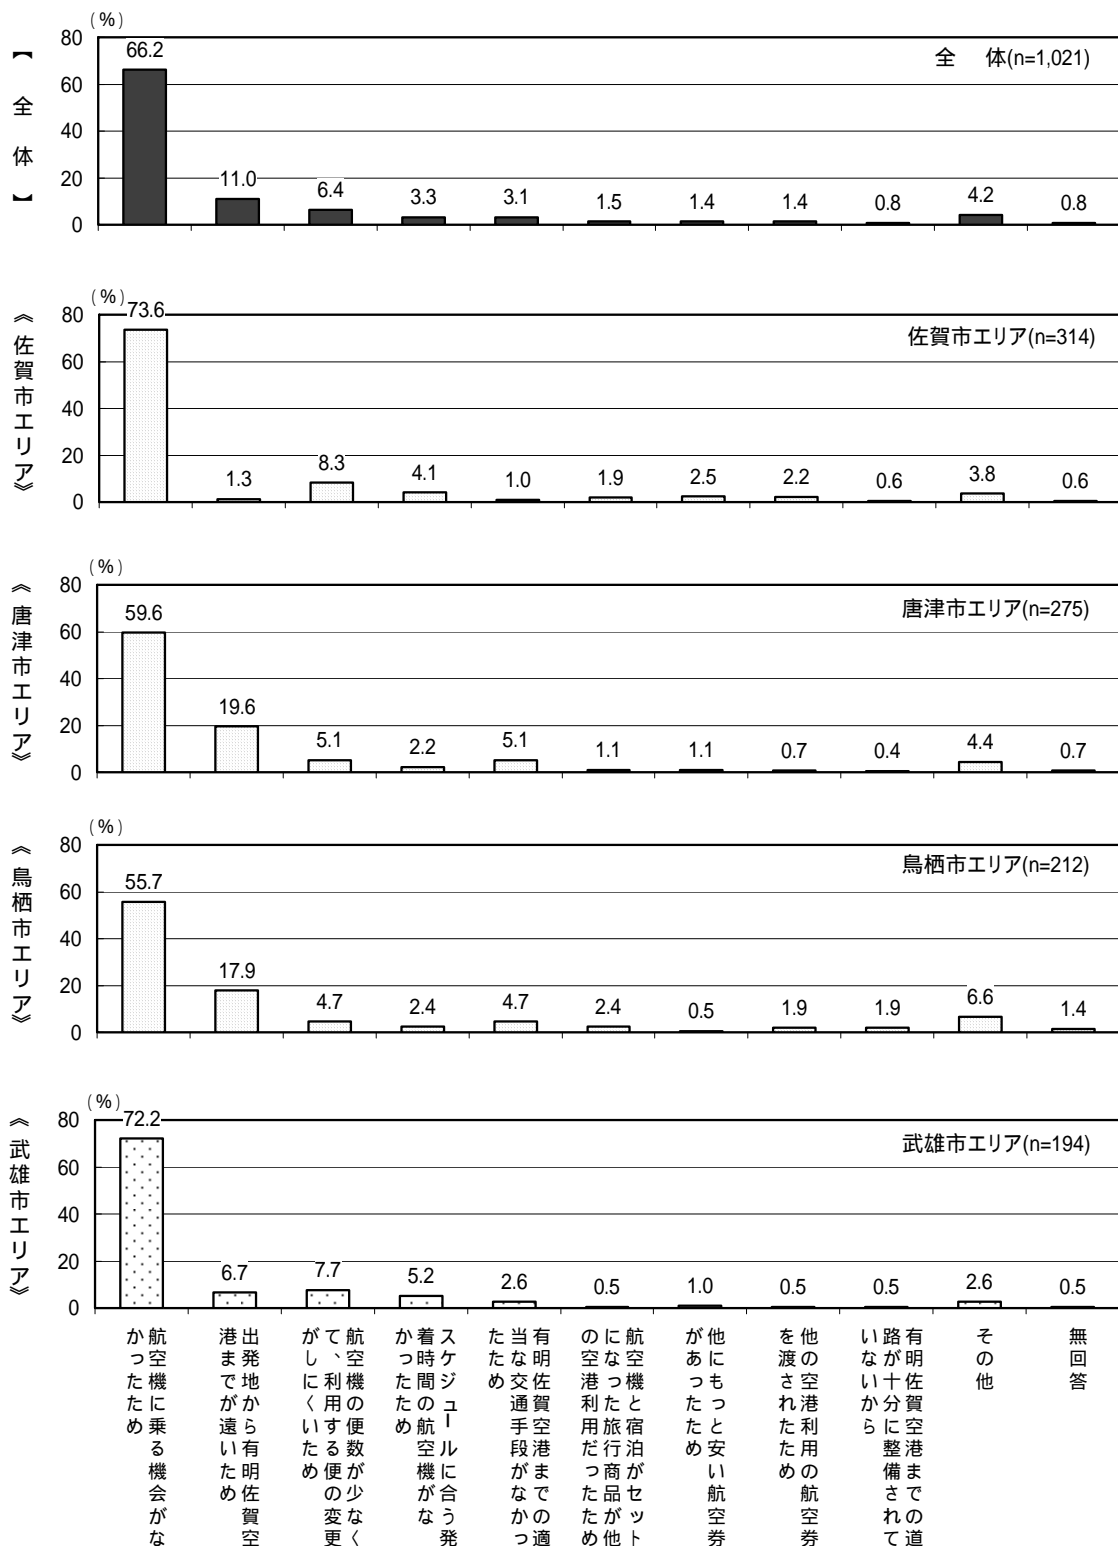 (%)
【全体】
全 体(n=1,021)
80
60
40
20
0
66.2
11.0
6.4
3.3
3.1
1.5
1.4
1.4
0.8
4.2
0.8
(%)
《佐賀市エリア》
佐賀市エリア(n=314)
80
60
40
20
0
73.6
1.3
8.3
4.1
1.0
1.9
2.5
2.2
0.6
3.8
0.6
(%)
《唐津市エリア》
唐津市エリア(n=275)
80
60
40
20
0
59.6
19.6
5.1
2.2
5.1
1.1
1.1
0.7
0.4
4.4
0.7
(%)
《鳥栖市エリア》
鳥栖市エリア(n=212)
80
60
40
20
0
55.7
17.9
4.7
2.4
4.7
2.4
0.5
1.9
1.9
6.6
1.4
(%)
《武雄市エリア》
武雄市エリア(n=194)
80
60
40
20
0
72.2
6.7
7.7
5.2
2.6
0.5
1.0
0.5
0.5
2.6
0.5
航空機に乗る機会がな
かったため
出発地から有明佐賀空
港までが遠いため
航空機の便数が少なく
て、利用する便の変更
がしにくいため
スケジュールに合う発
着時間の航空機がな
かったため
有明佐賀空港までの適
当な交通手段がなかっ
たため
航空機と宿泊がセット
になった旅行商品が他
の空港利用だったため
他にもっと安い航空券
があったため
他の空港利用の航空券
を渡されたため
有明佐賀空港までの道
路が十分に整備されて
いないから
その他
無回答